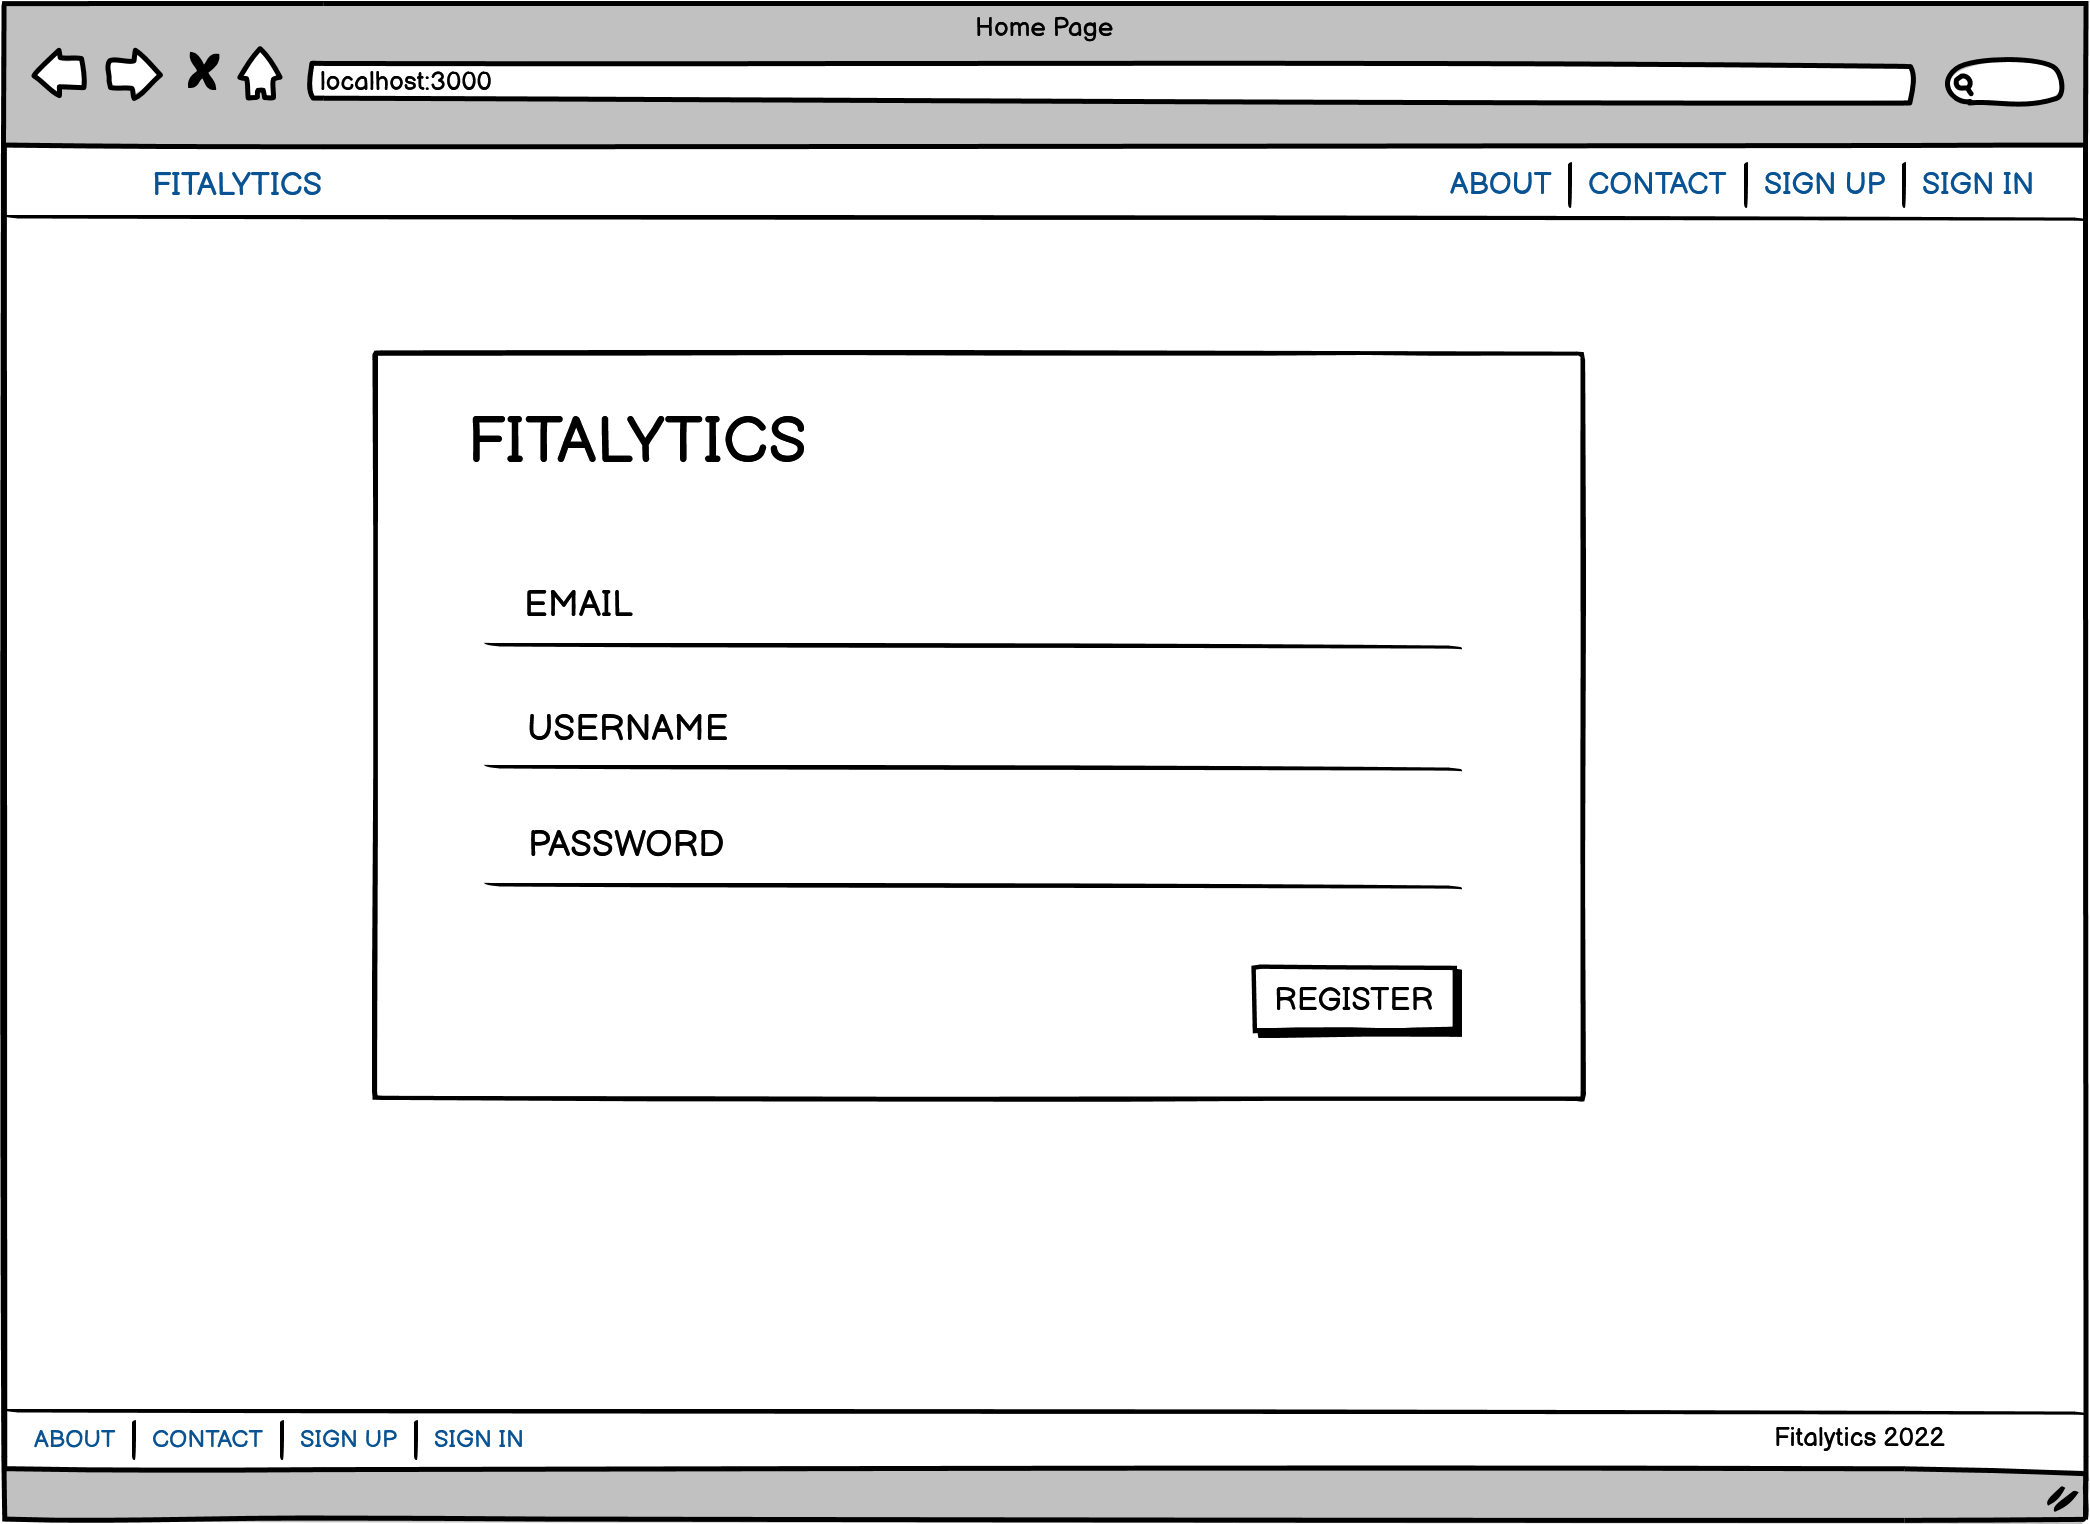 Home Page
localhost:3000
FITALYTICS ABOUT CONTACT SIGN UP SIGN IN
FITALYTICS
EMAIL
USERNAME
PASSWORD
REGISTER
ABOUT CONTACT SIGN UP SIGN IN Fitalytics 2022